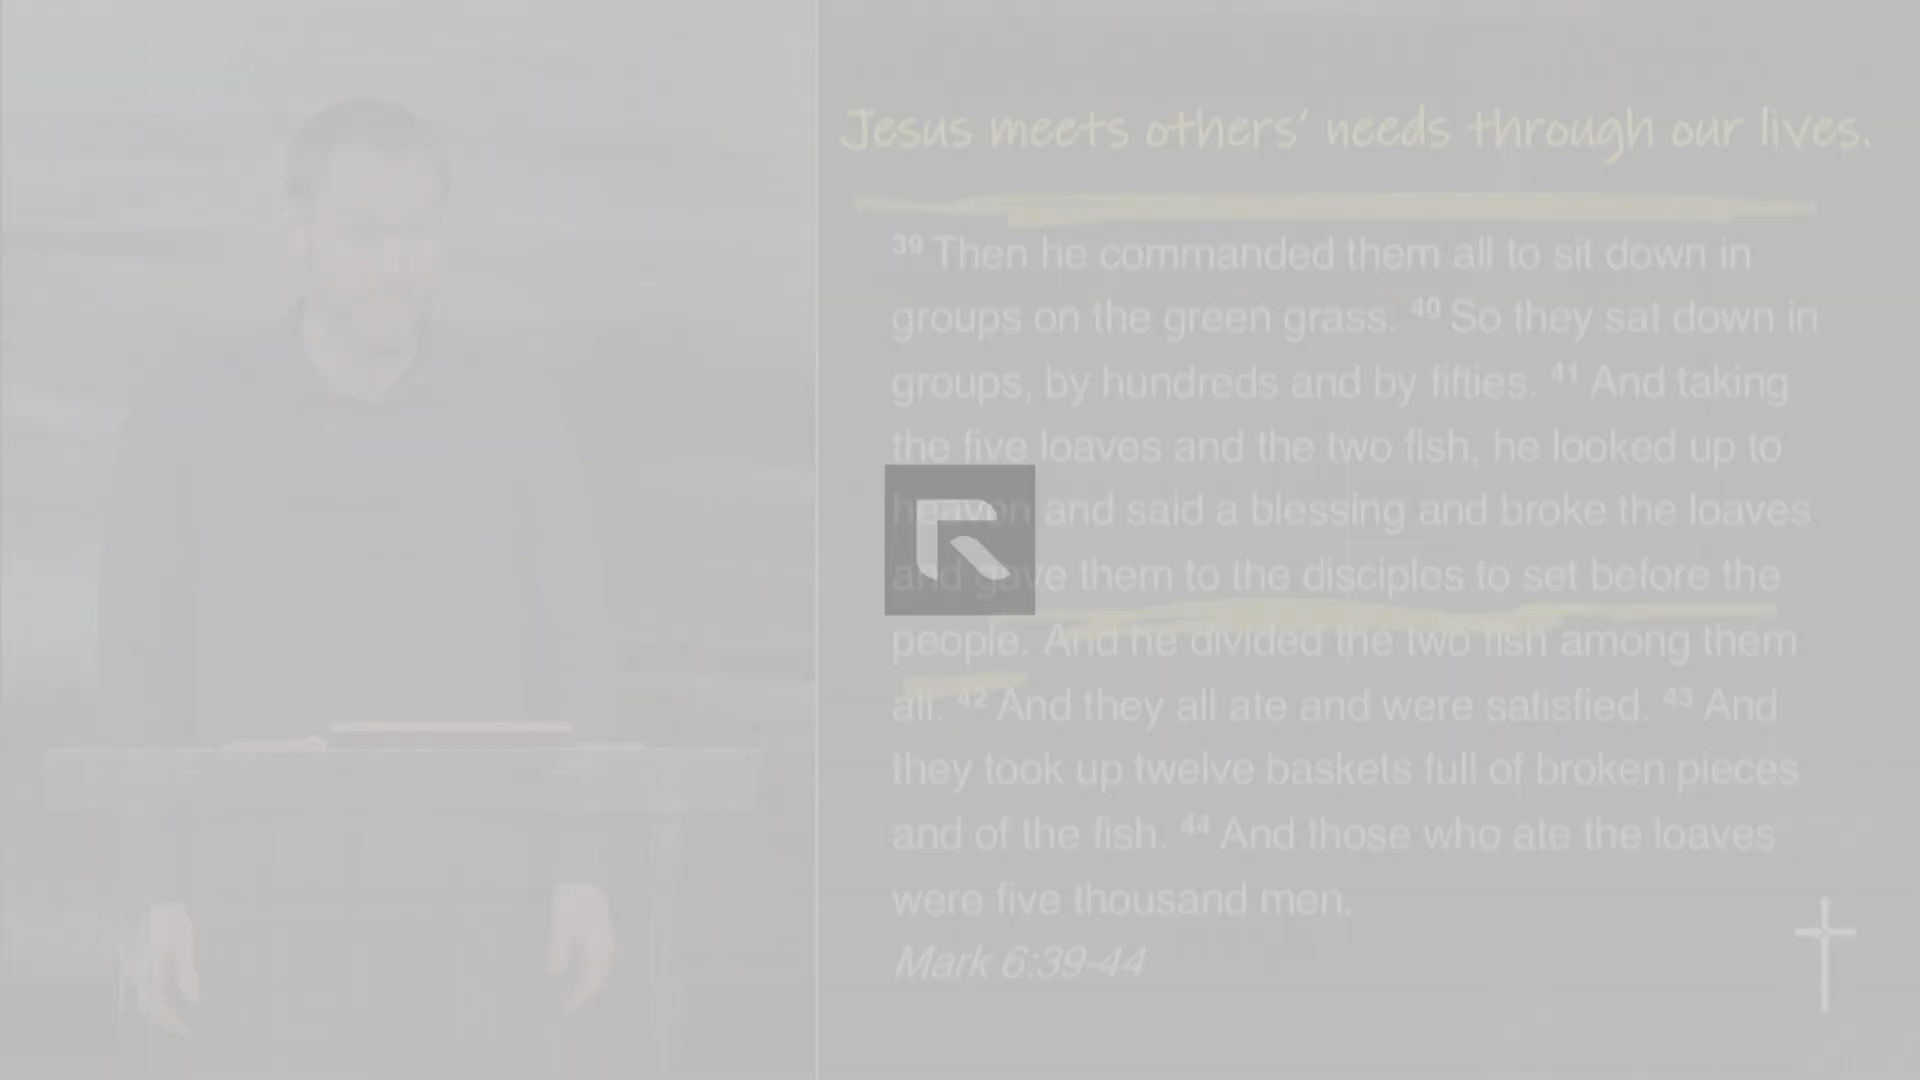 Jesus meets others' needs through our lives.
39 Then he commanded them all to sit down in
groups on the green grass. 40 So they sat down in
groups, by hundreds and by fifties. 41 And taking
the five loaves and the two fish, he looked up to
heaven and said a blessing and broke the loaves
and gave them to the disciples to set before the
people. And he divided the two fish among them
all. 42 And they all ate and were satisfied. 43 And
they took up twelve baskets full of broken pieces
and of the fish. 44 And those who ate the loaves
were five thousand men.
Mark 6:39-44